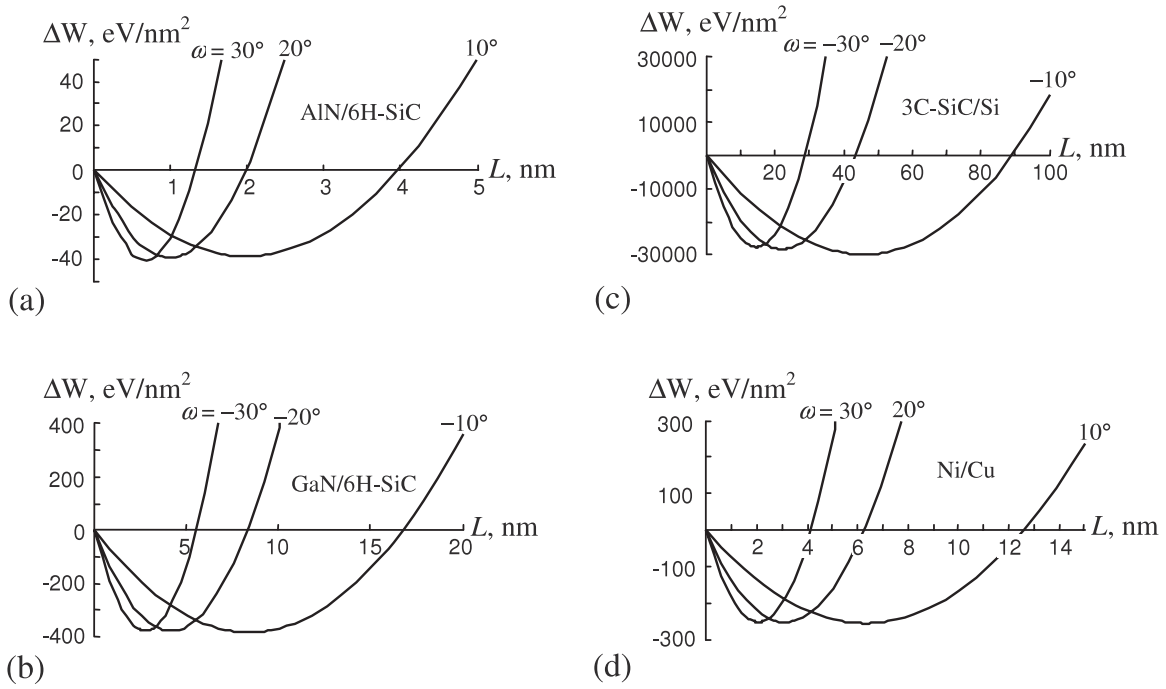 ΔW, eV/nm²
ω = 30° 20° 10°
40
20
0
-20
-40
1 2 3 4 5
L, nm
AlN/6H-SiC
(a)
ΔW, eV/nm²
ω = −30° −20° −10°
30000
20000
10000
0
-10000
-20000
-30000
20 40 60 80 100
L, nm
3C-SiC/Si
(c)
ΔW, eV/nm²
ω = −30° −20° −10°
400
200
0
-200
-400
5 10 15 20
L, nm
GaN/6H-SiC
(b)
ΔW, eV/nm²
ω = 30° 20° 10°
300
100
0
-100
-300
2 4 6 8 10 12 14
L, nm
Ni/Cu
(d)